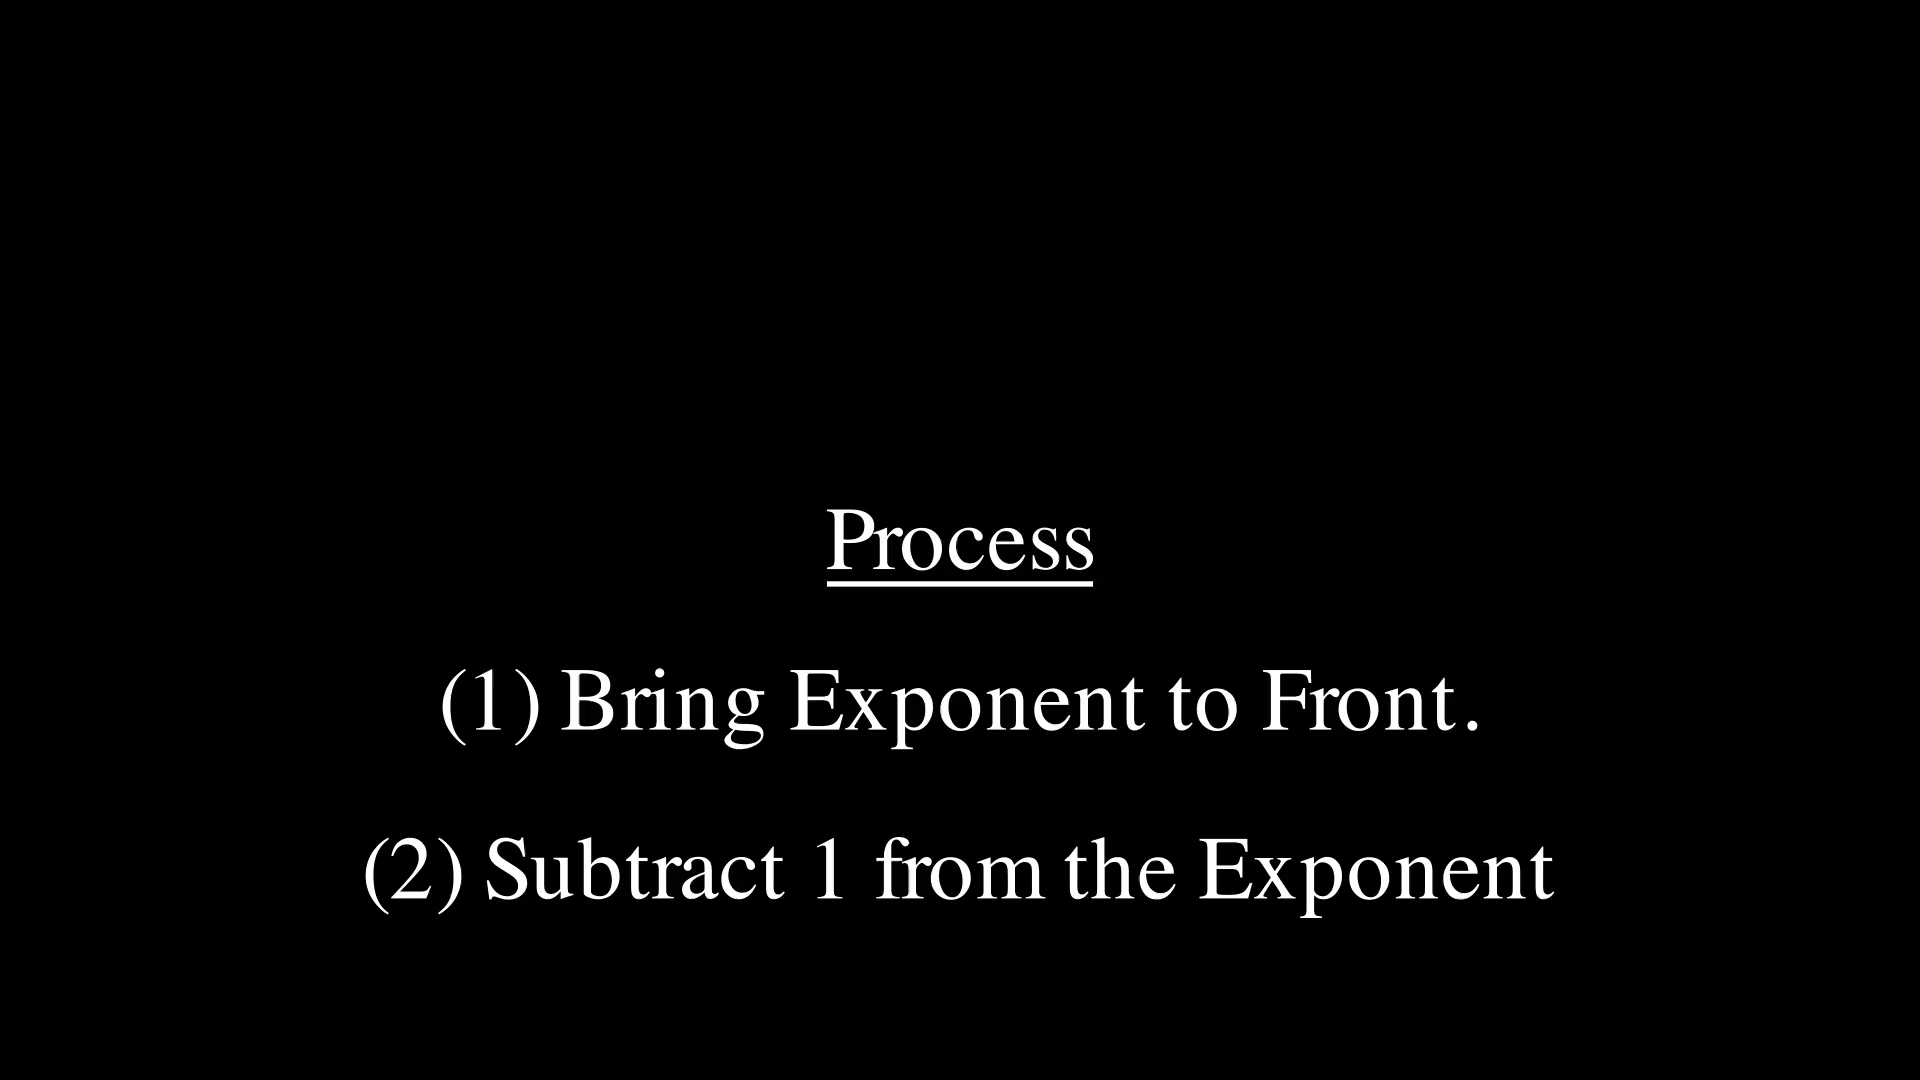 Process
(1) Bring Exponent to Front.
(2) Subtract 1 from the Exponent